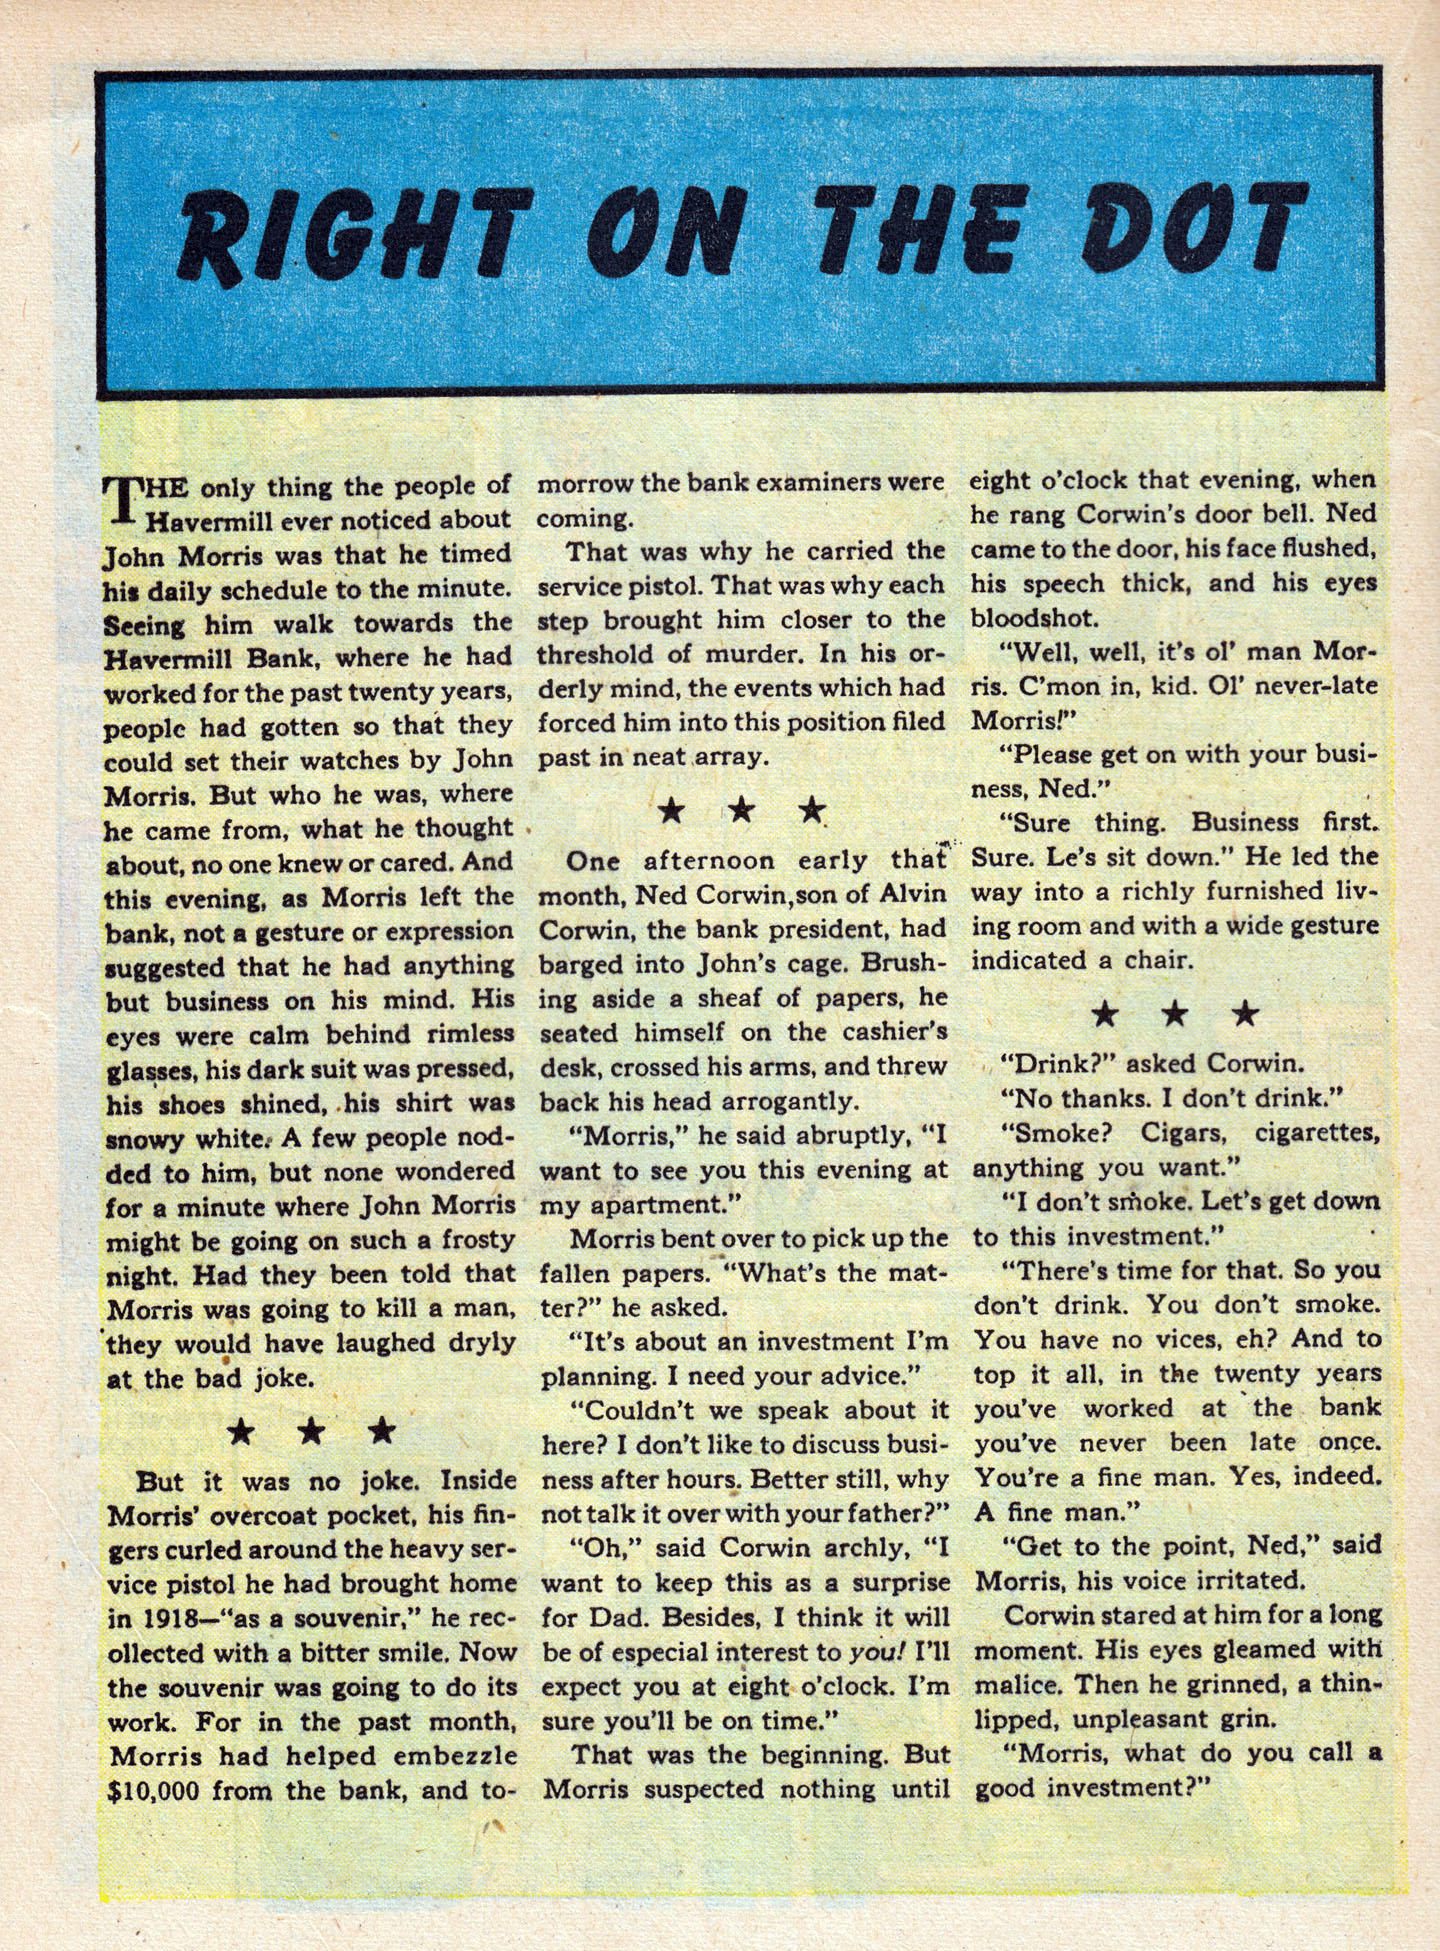 RIGHT ON THE DOT
THE only thing the people of
Havermill ever noticed about
John Morris was that he timed
his daily schedule to the minute.
Seeing him walk towards the
Havermill Bank, where he had
worked for the past twenty years,
people had gotten so that they
could set their watches by John
Morris. But who he was, where
he came from, what he thought
about, no one knew or cared. And
this evening, as Morris left the
bank, not a gesture or expression
suggested that he had anything
but business on his mind. His
eyes were calm behind rimless
glasses, his dark suit was pressed,
his shoes shined, his shirt was
snowy white. A few people nod-
ded to him, but none wondered
for a minute where John Morris
might be going on such a frosty
night. Had they been told that
Morris was going to kill a man,
they would have laughed dryly
at the bad joke.
★ ★ ★
But it was no joke. Inside
Morris' overcoat pocket, his fin-
gers curled around the heavy ser-
vice pistol he had brought home
in 1918—“as a souvenir,” he rec-
ollected with a bitter smile. Now
the souvenir was going to do its
work. For in the past month,
Morris had helped embezzle
$10,000 from the bank, and to-
morrow the bank examiners were
coming.
That was why he carried the
service pistol. That was why each
step brought him closer to the
threshold of murder. In his or-
derly mind, the events which had
forced him into this position filed
past in neat array.
★ ★ ★
One afternoon early that
month, Ned Corwin,son of Alvin
Corwin, the bank president, had
barged into John's cage. Brush-
ing aside a sheaf of papers, he
seated himself on the cashier's
desk, crossed his arms, and threw
back his head arrogantly.
“Morris,” he said abruptly, “I
want to see you this evening at
my apartment.”
Morris bent over to pick up the
fallen papers. “What's the mat-
ter?” he asked.
“It's about an investment I'm
planning. I need your advice.”
“Couldn't we speak about it
here? I don't like to discuss busi-
ness after hours. Better still, why
not talk it over with your father?”
“Oh,” said Corwin archly, “I
want to keep this as a surprise
for Dad. Besides, I think it will
be of especial interest to you! I'll
expect you at eight o'clock. I'm
sure you'll be on time.”
That was the beginning. But
Morris suspected nothing until
eight o'clock that evening, when
he rang Corwin's door bell. Ned
came to the door, his face flushed,
his speech thick, and his eyes
bloodshot.
“Well, well, it's ol' man Mor-
ris. C'mon in, kid. Ol' never-late
Morris!”
“Please get on with your busi-
ness, Ned.”
“Sure thing. Business first.
Sure. Le's sit down.” He led the
way into a richly furnished liv-
ing room and with a wide gesture
indicated a chair.
★ ★ ★
“Drink?” asked Corwin.
“No thanks. I don't drink.”
“Smoke? Cigars, cigarettes,
anything you want.”
“I don't smoke. Let's get down
to this investment.”
“There's time for that. So you
don't drink. You don't smoke.
You have no vices, eh? And to
top it all, in the twenty years
you've worked at the bank
you've never been late once.
You're a fine man. Yes, indeed.
A fine man.”
“Get to the point, Ned,” said
Morris, his voice irritated.
Corwin stared at him for a long
moment. His eyes gleamed with
malice. Then he grinned, a thin-
lipped, unpleasant grin.
“Morris, what do you call a
good investment?”